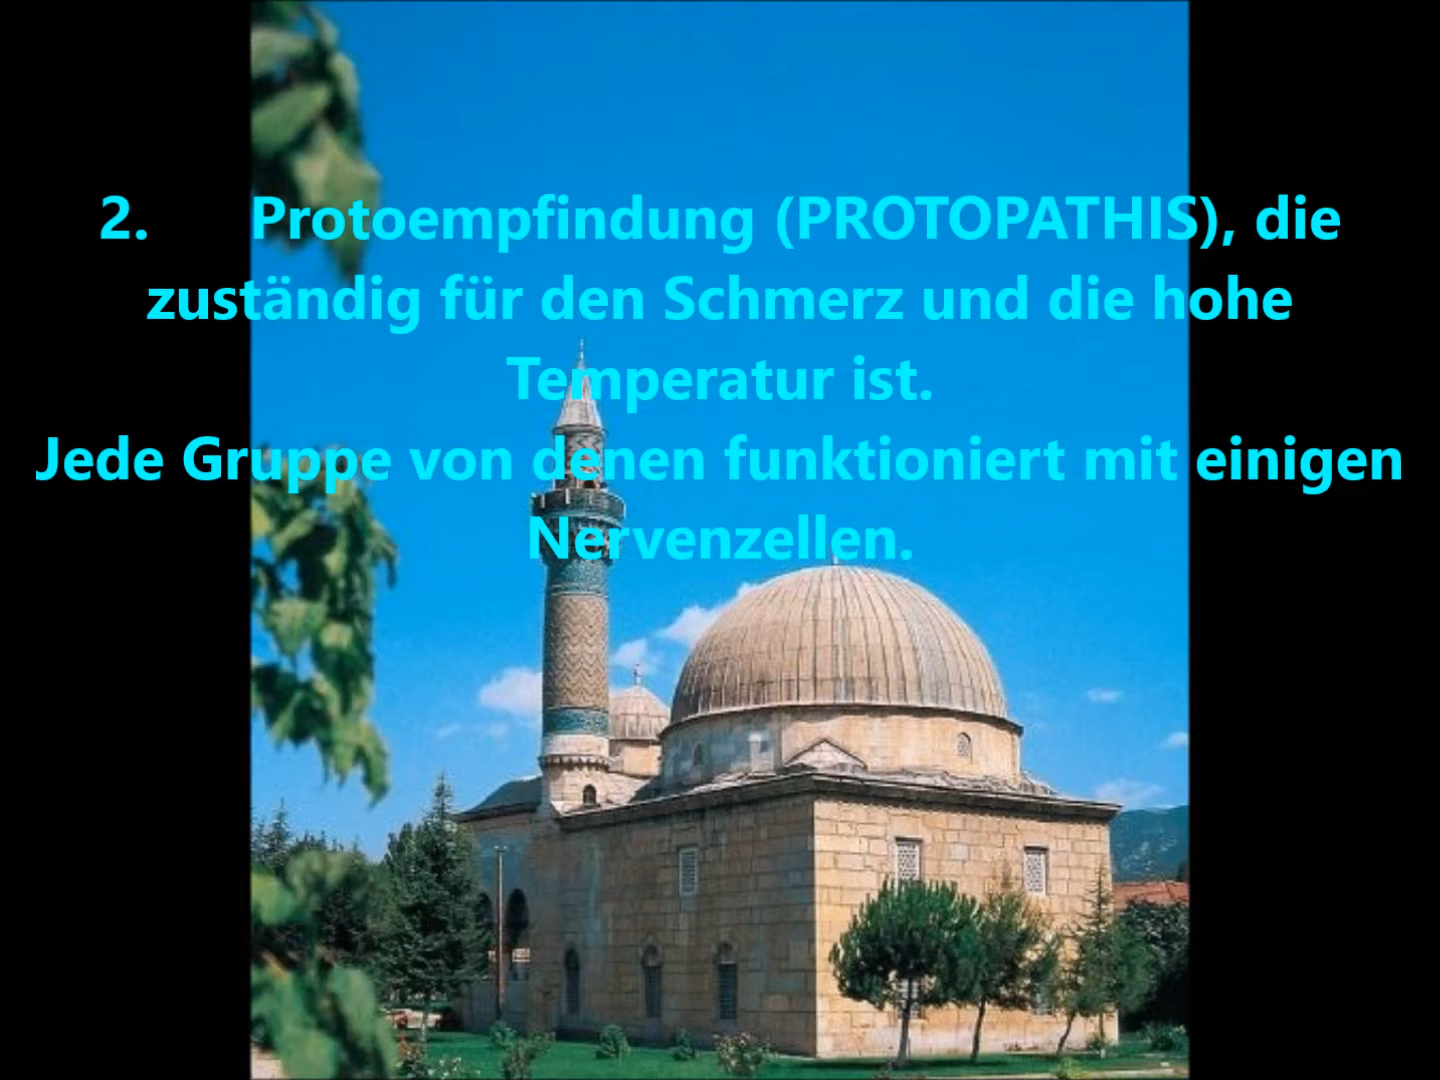 2. Protoempfindung (PROTOPATHIS), die
zuständig für den Schmerz und die hohe
Temperatur ist.
Jede Gruppe von denen funktioniert mit einigen
Nervenzellen.